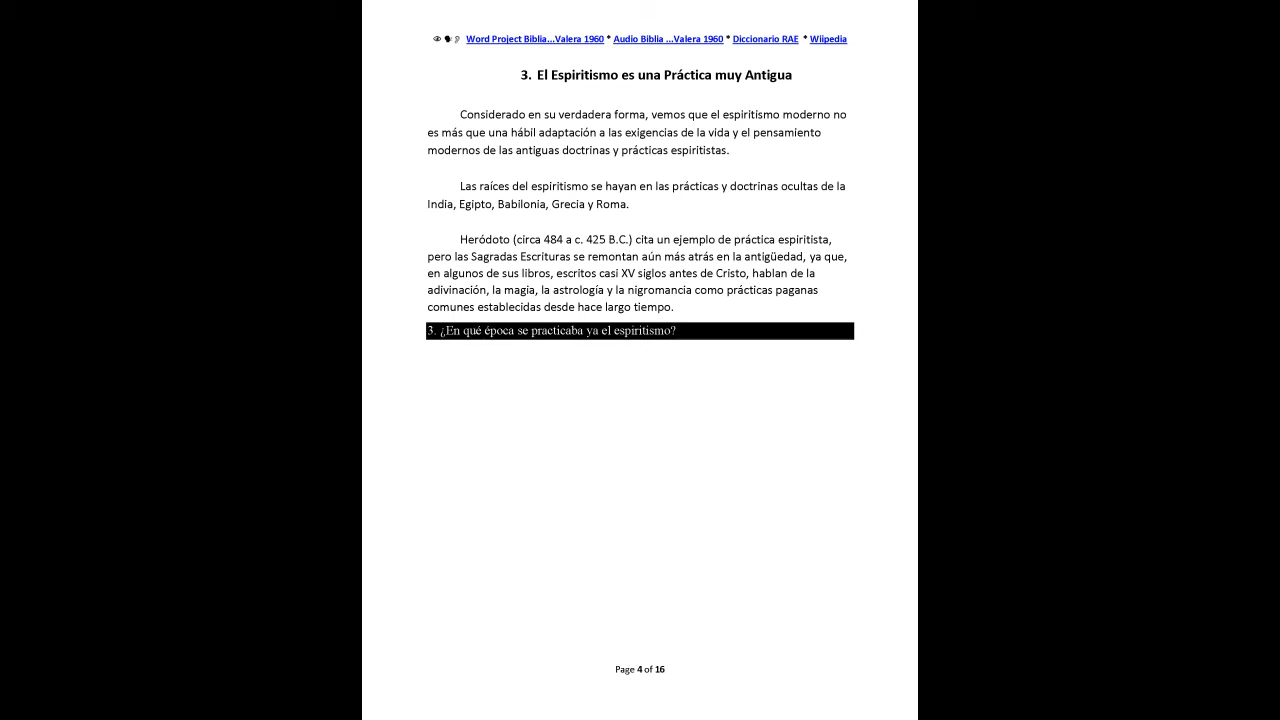 👁 🗣 👂 Word Project Biblia...Valera 1960 * Audio Biblia ...Valera 1960 * Diccionario RAE * Wiipedia
3. El Espiritismo es una Práctica muy Antigua
Considerado en su verdadera forma, vemos que el espiritismo moderno no
es más que una hábil adaptación a las exigencias de la vida y el pensamiento
modernos de las antiguas doctrinas y prácticas espiritistas.
Las raíces del espiritismo se hayan en las prácticas y doctrinas ocultas de la
India, Egipto, Babilonia, Grecia y Roma.
Heródoto (circa 484 a c. 425 B.C.) cita un ejemplo de práctica espiritista,
pero las Sagradas Escrituras se remontan aún más atrás en la antigüedad, ya que,
en algunos de sus libros, escritos casi XV siglos antes de Cristo, hablan de la
adivinación, la magia, la astrología y la nigromancia como prácticas paganas
comunes establecidas desde hace largo tiempo.
3. ¿En qué época se practicaba ya el espiritismo?
Page 4 of 16